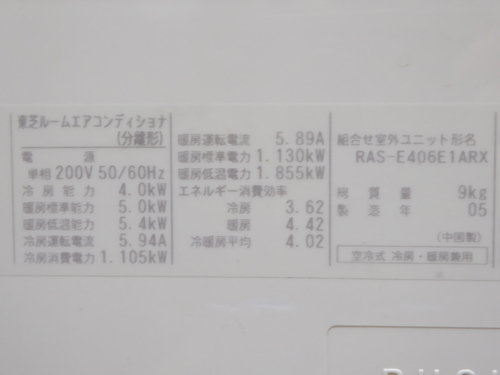 東芝ルームエアコンディショナ
(分離形)
電 源
単相 200V 50/60Hz
冷 房 能 力 4.0kW
暖房標準能力 5.0kW
暖房低温能力 5.4kW
冷房運転電流 5.94A
冷房消費電力 1.105kW
暖房運転電流 5.89A
暖房標準電力 1.130kW
暖房低温電力 1.855kW
エネルギー消費効率
冷房 3.62
暖房 4.42
冷暖房平均 4.02
組合せ室外ユニット形名
RAS-E406E1ARX
総 質 量 9kg
製 造 年 05
(中国製)
空冷式 冷房・暖房兼用